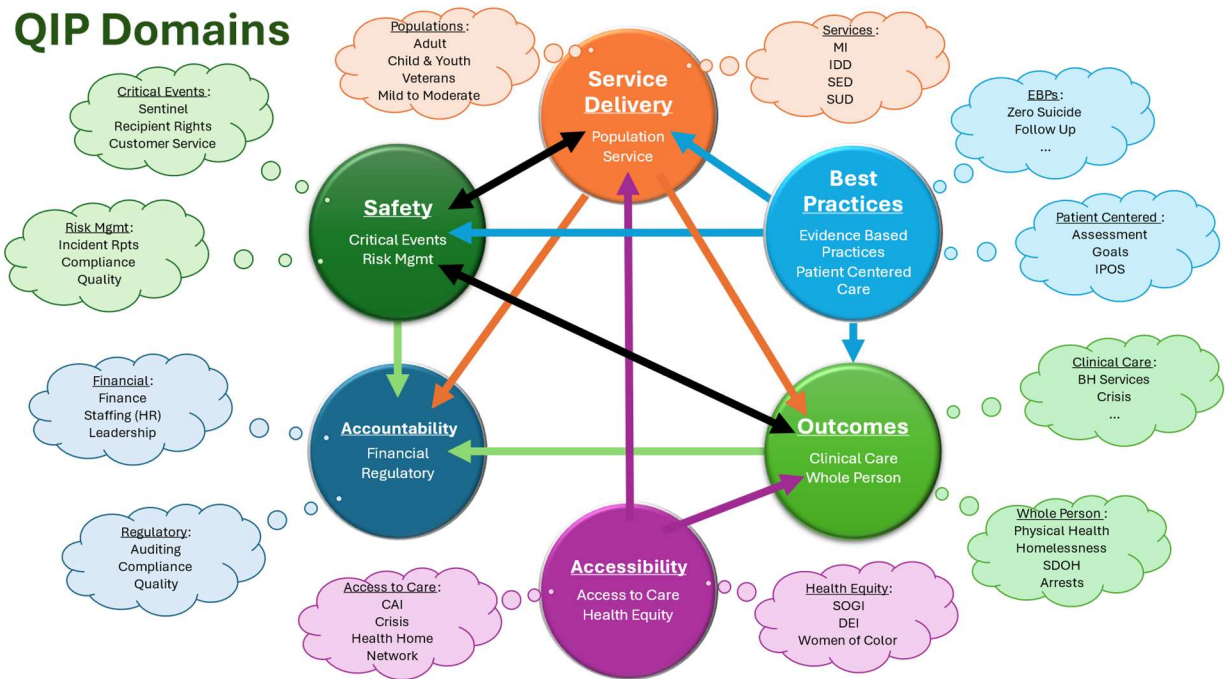 QIP Domains
Populations:
Adult
Child & Youth
Veterans
Mild to Moderate
Services:
MI
IDD
SED
SUD
Service
Delivery
Population
Service
Critical Events:
Sentinel
Recipient Rights
Customer Service
EBPs:
Zero Suicide
Follow Up
...
Safety
Critical Events
Risk Mgmt
Best
Practices
Evidence Based
Practices
Patient Centered
Care
Risk Mgmt:
Incident Rpts
Compliance
Quality
Patient Centered:
Assessment
Goals
IPOS
Financial:
Finance
Staffing (HR)
Leadership
Accountability
Financial
Regulatory
Outcomes
Clinical Care
Whole Person
Clinical Care:
BH Services
Crisis
...
Regulatory:
Auditing
Compliance
Quality
Whole Person:
Physical Health
Homelessness
SDOH
Arrests
Accessibility
Access to Care
Health Equity
Access to Care:
CAI
Crisis
Health Home
Network
Health Equity:
SOGI
DEI
Women of Color